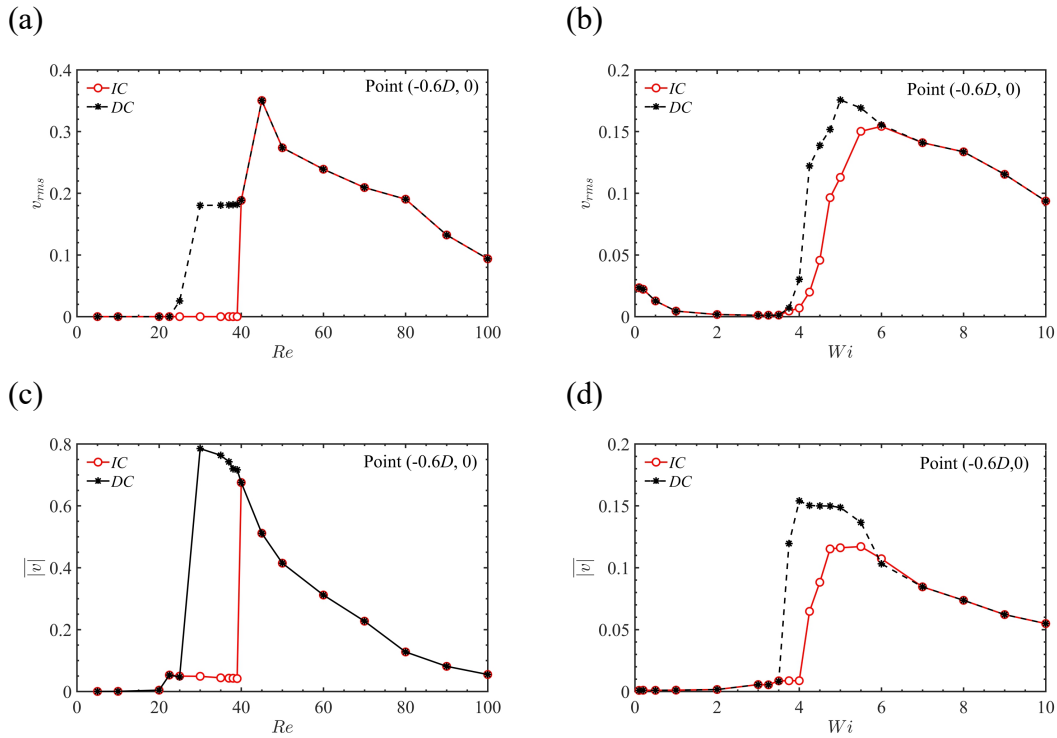 (a)
(b)
0.4
0.3
0.2
0.1
0
v_rms
IC
DC
Point (-0.6D, 0)
0 20 40 60 80 100
Re
0.2
0.15
0.1
0.05
0
v_rms
IC
DC
Point (-0.6D, 0)
0 2 4 6 8 10
Wi
(c)
(d)
0.8
0.6
0.4
0.2
0
|v|
IC
DC
Point (-0.6D, 0)
0 20 40 60 80 100
Re
0.2
0.15
0.1
0.05
0
|v|
IC
DC
Point (-0.6D,0)
0 2 4 6 8 10
Wi